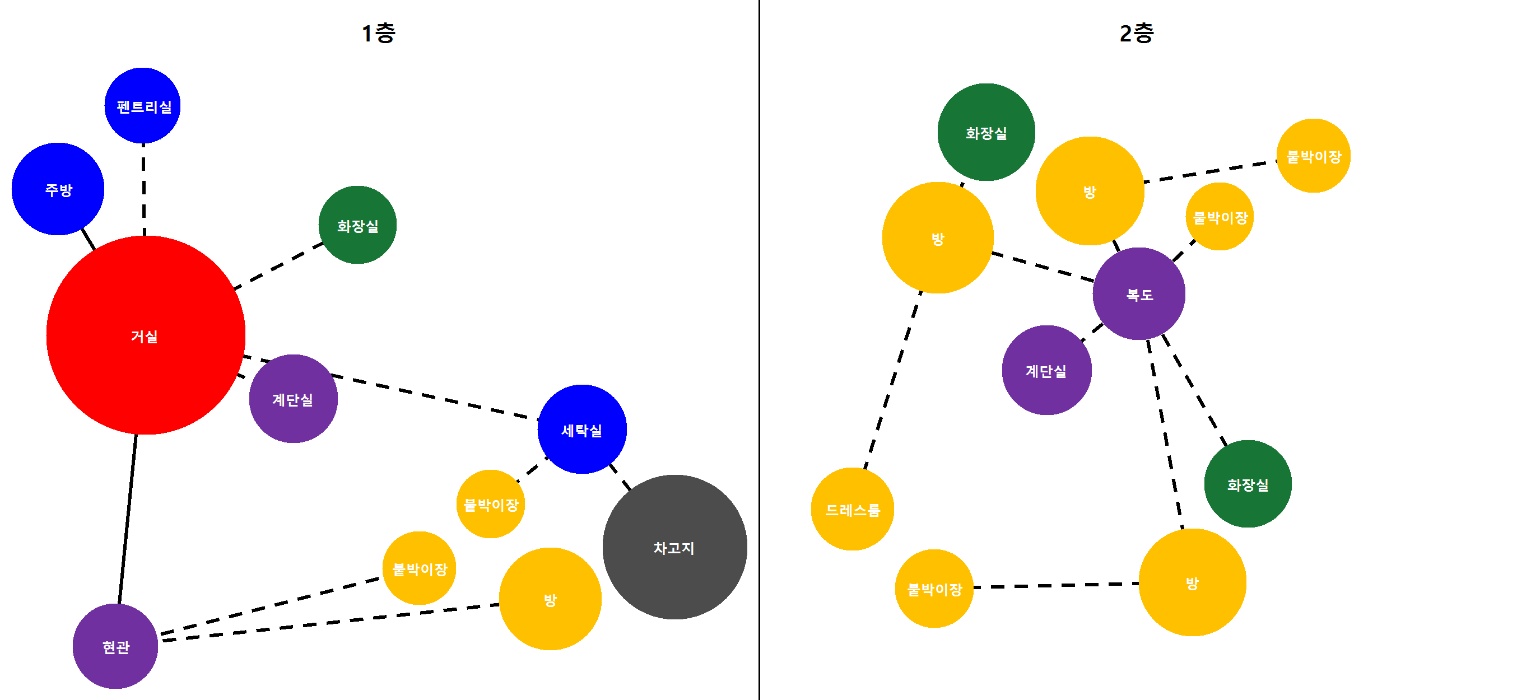 1층
펜트리실
주방
화장실
거실
계단실
세탁실
붙박이장
차고지
붙박이장
방
현관
2층
화장실
붙박이장
방
붙박이장
방
복도
계단실
화장실
드레스룸
붙박이장
방